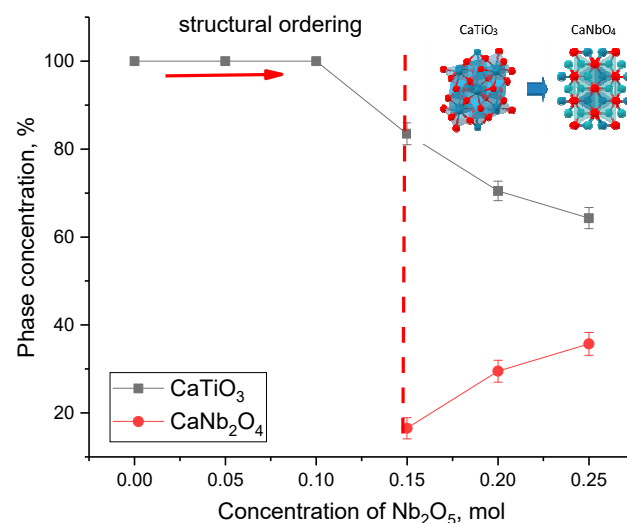 structural ordering
CaTiO₃
CaNbO₄
Phase concentration, %
100
80
60
40
20
CaTiO₃
CaNb₂O₄
0.00 0.05 0.10 0.15 0.20 0.25
Concentration of Nb₂O₅, mol